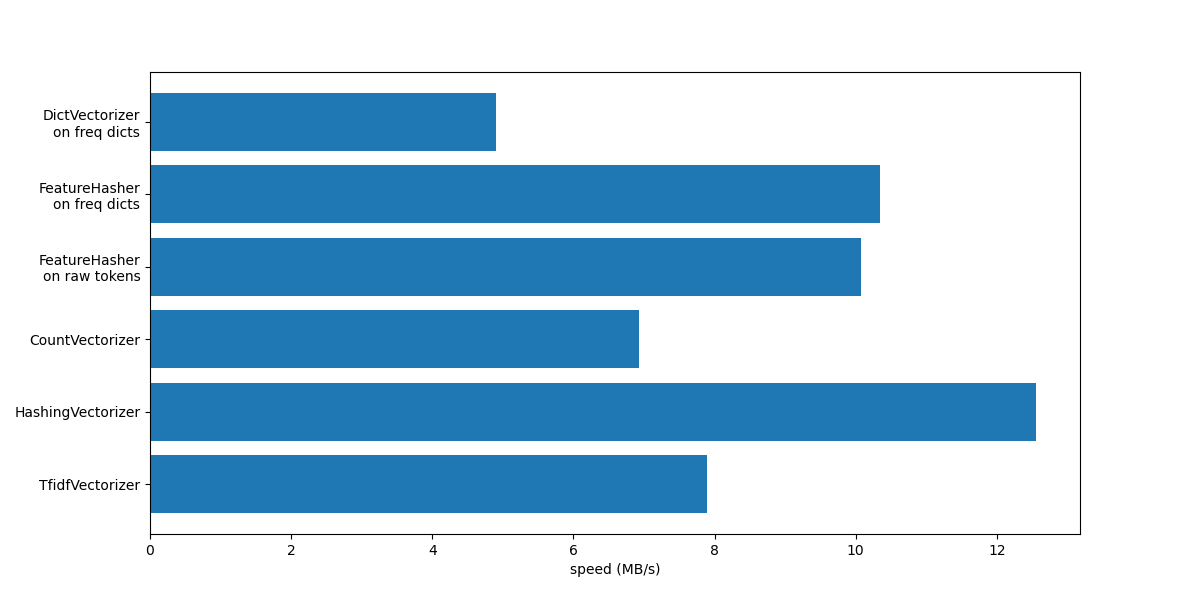 DictVectorizer
on freq dicts
FeatureHasher
on freq dicts
FeatureHasher
on raw tokens
CountVectorizer
HashingVectorizer
TfidfVectorizer
0 2 4 6 8 10 12
speed (MB/s)